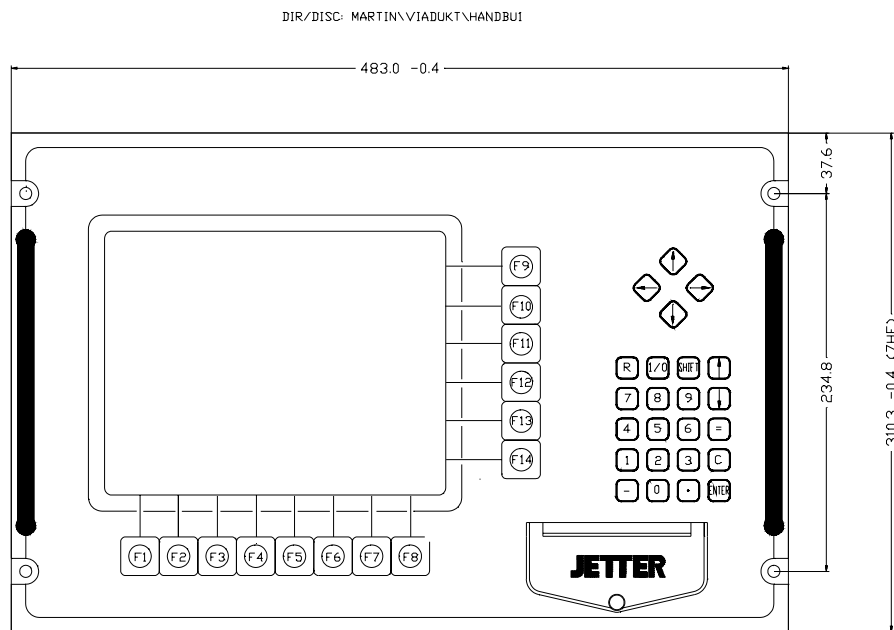 DIR/DISC: MARTIN\VIADUKT\HANDBU1
483.0 -0.4
37.6
234.8
310.3 -0.4 (7HE)
F9
F10
F11
F12
F13
F14
R 1/0 SHIFT
7 8 9
4 5 6 =
1 2 3 C
- 0 . ENTER
F1 F2 F3 F4 F5 F6 F7 F8
JETTER